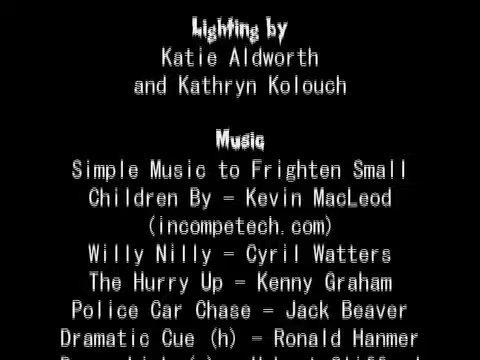 Lighting by
Katie Aldworth
and Kathryn Kolouch
Music
Simple Music to Frighten Small
Children By - Kevin MacLeod
(incompetech.com)
Willy Nilly - Cyril Watters
The Hurry Up - Kenny Graham
Police Car Chase - Jack Beaver
Dramatic Cue (h) - Ronald Hanmer